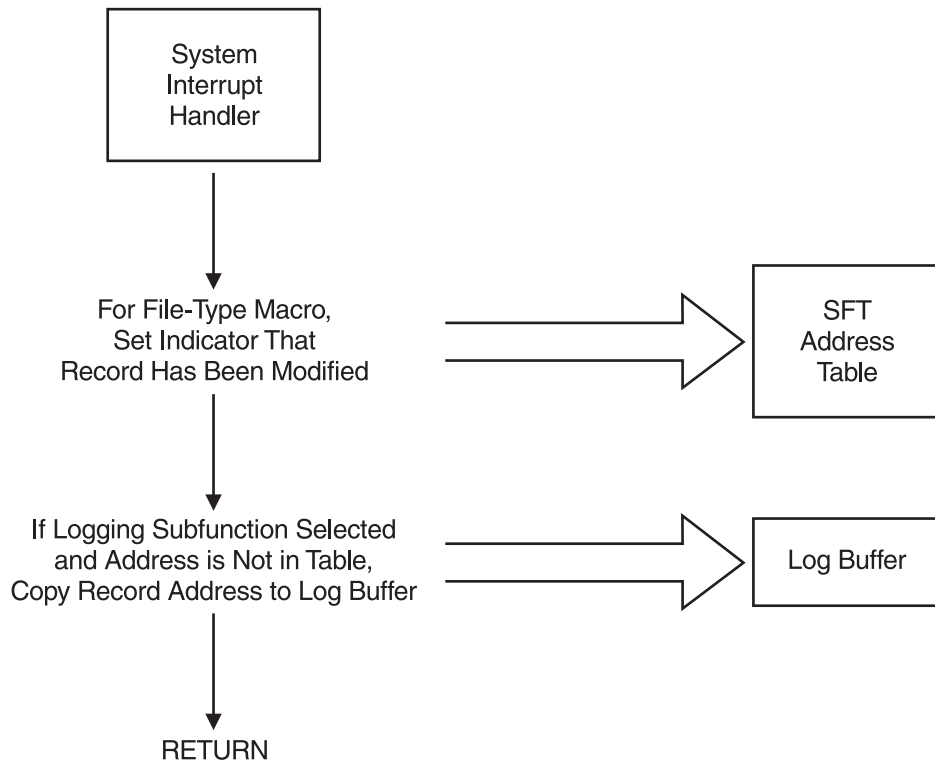 System
Interrupt
Handler
For File-Type Macro,
Set Indicator That
Record Has Been Modified
SFT
Address
Table
If Logging Subfunction Selected
and Address is Not in Table,
Copy Record Address to Log Buffer
Log Buffer
RETURN